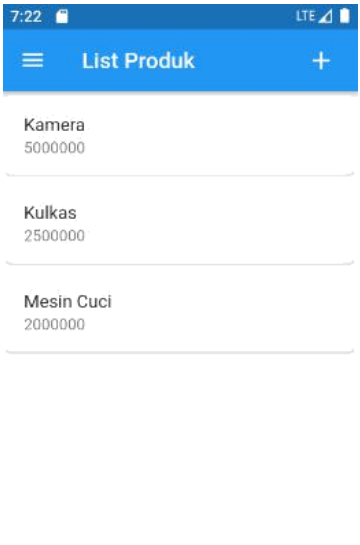 7:22 LTE
List Produk
Kamera
5000000
Kulkas
2500000
Mesin Cuci
2000000